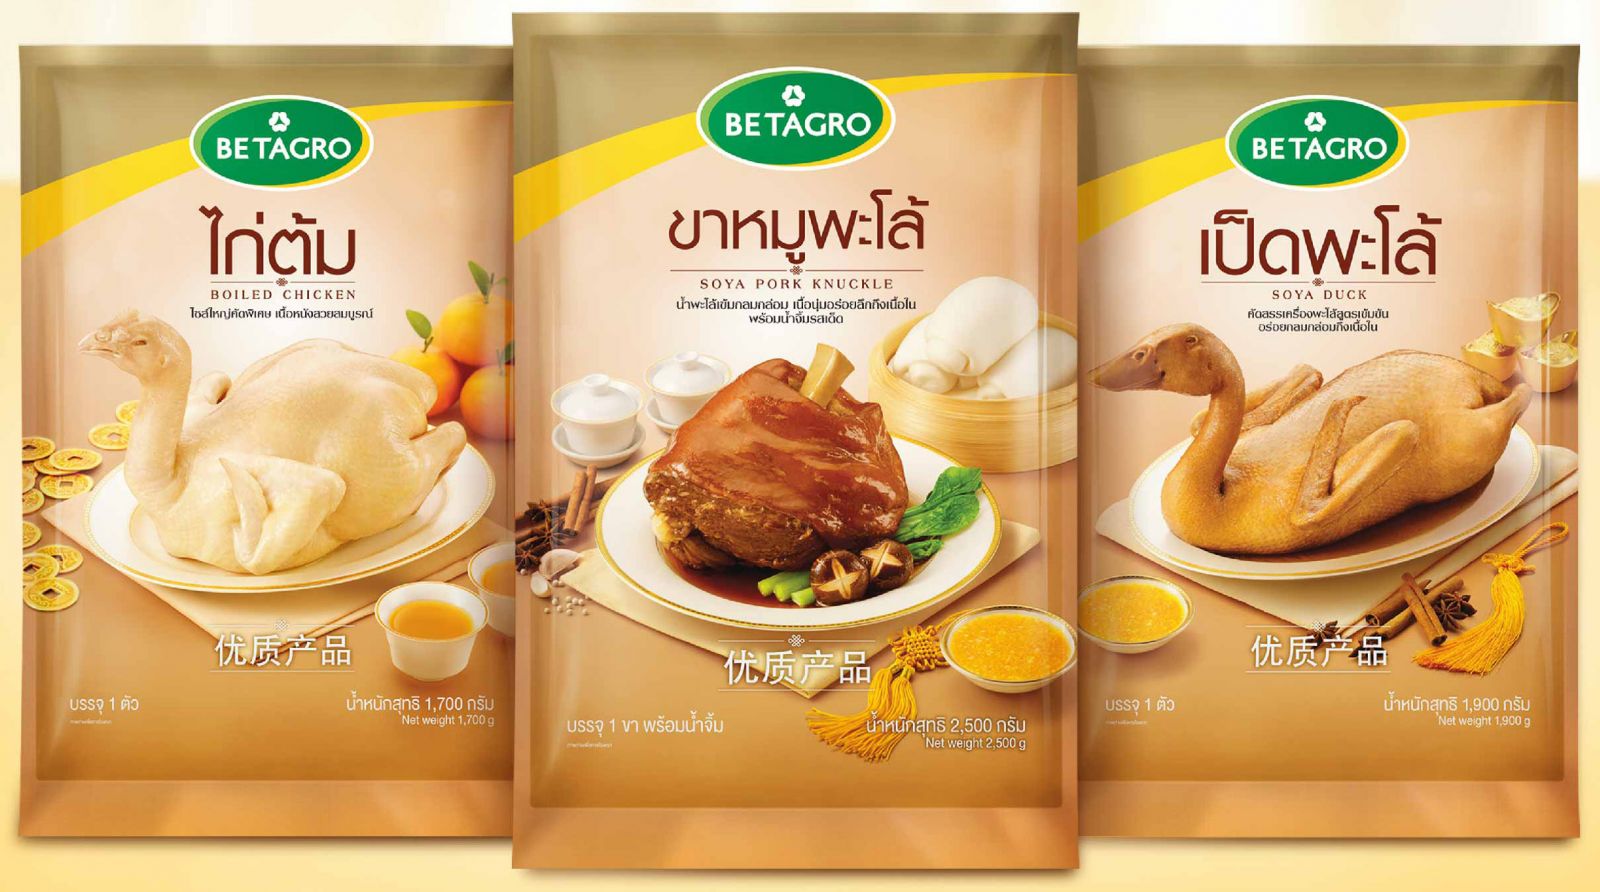 BETAGRO
ไก่ต้ม
BOILED CHICKEN
ไซส์ใหญ่คัดพิเศษ เนื้อหนังสวยสมบูรณ์
优质产品
บรรจุ 1 ตัว
น้ำหนักสุทธิ 1,700 กรัม
Net weight 1,700 g
BETAGRO
ขาหมูพะโล้
SOYA PORK KNUCKLE
น้ำพะโล้เข้มกลมกล่อม เนื้อนุ่มอร่อยลึกถึงเนื้อใน
พร้อมน้ำจิ้มรสเด็ด
优质产品
บรรจุ 1 ขา พร้อมน้ำจิ้ม
น้ำหนักสุทธิ 2,500 กรัม
Net weight 2,500 g
BETAGRO
เป็ดพะโล้
SOYA DUCK
คัดสรรเครื่องพะโล้สูตรเข้มข้น
อร่อยกลมกล่อมถึงเนื้อใน
优质产品
บรรจุ 1 ตัว
น้ำหนักสุทธิ 1,900 กรัม
Net weight 1,900 g